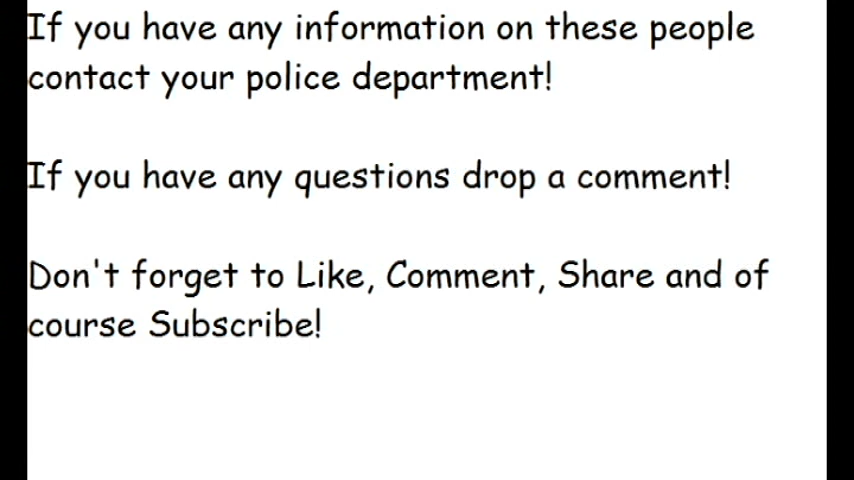 If you have any information on these people
contact your police department!
If you have any questions drop a comment!
Don't forget to Like, Comment, Share and of
course Subscribe!